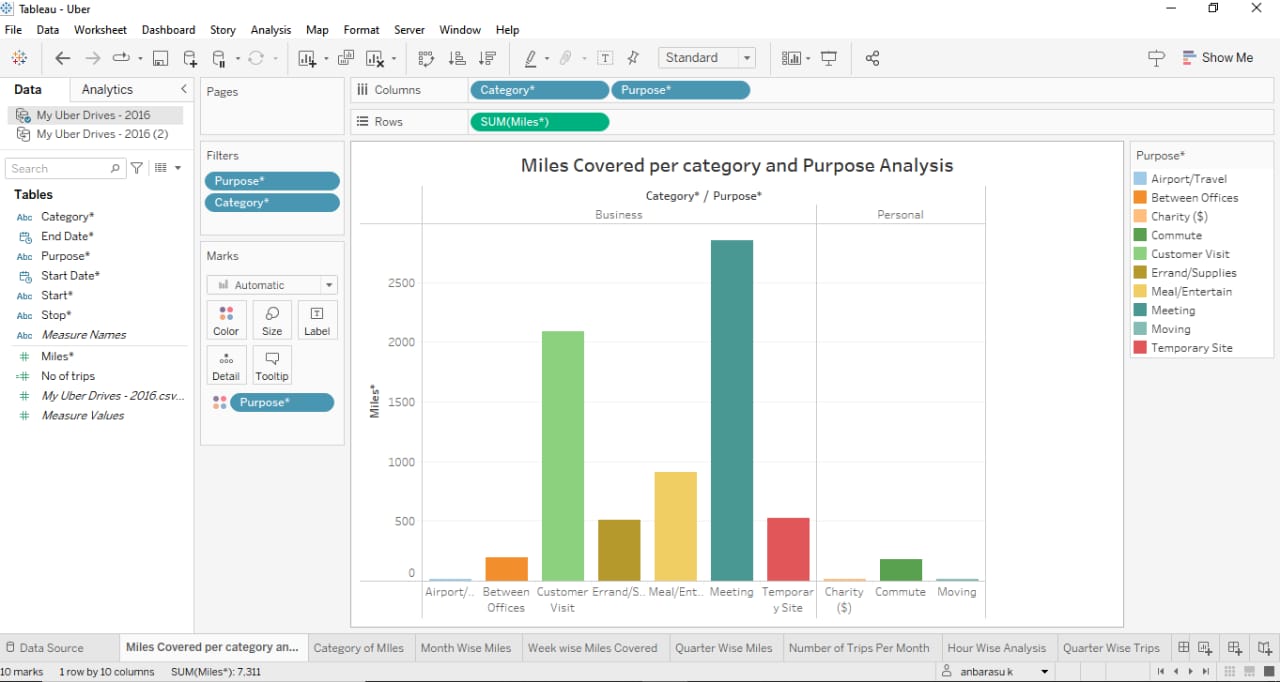 Tableau - Uber
File Data Worksheet Dashboard Story Analysis Map Format Server Window Help
Standard
Show Me
Data Analytics
My Uber Drives - 2016
My Uber Drives - 2016 (2)
Search
Tables
Abc Category*
End Date*
Abc Purpose*
Start Date*
Abc Start*
Abc Stop*
Abc Measure Names
# Miles*
=# No of trips
# My Uber Drives - 2016.csv...
# Measure Values
Pages
Filters
Purpose*
Category*
Marks
Automatic
Color Size Label
Detail Tooltip
Purpose*
Columns Category* Purpose*
Rows SUM(Miles*)
Miles Covered per category and Purpose Analysis
Category* / Purpose*
Business Personal
Miles*
2500
2000
1500
1000
500
0
Airport/.. Between Offices Customer Visit Errand/S.. Meal/Ent.. Meeting Temporar y Site Charity ($) Commute Moving
Purpose*
Airport/Travel
Between Offices
Charity ($)
Commute
Customer Visit
Errand/Supplies
Meal/Entertain
Meeting
Moving
Temporary Site
Data Source Miles Covered per category an... Category of MIles Month Wise Miles Week wise Miles Covered Quarter Wise Miles Number of Trips Per Month Hour Wise Analysis Quarter Wise Trips
10 marks 1 row by 10 columns SUM(Miles*): 7,311 anbarasu k